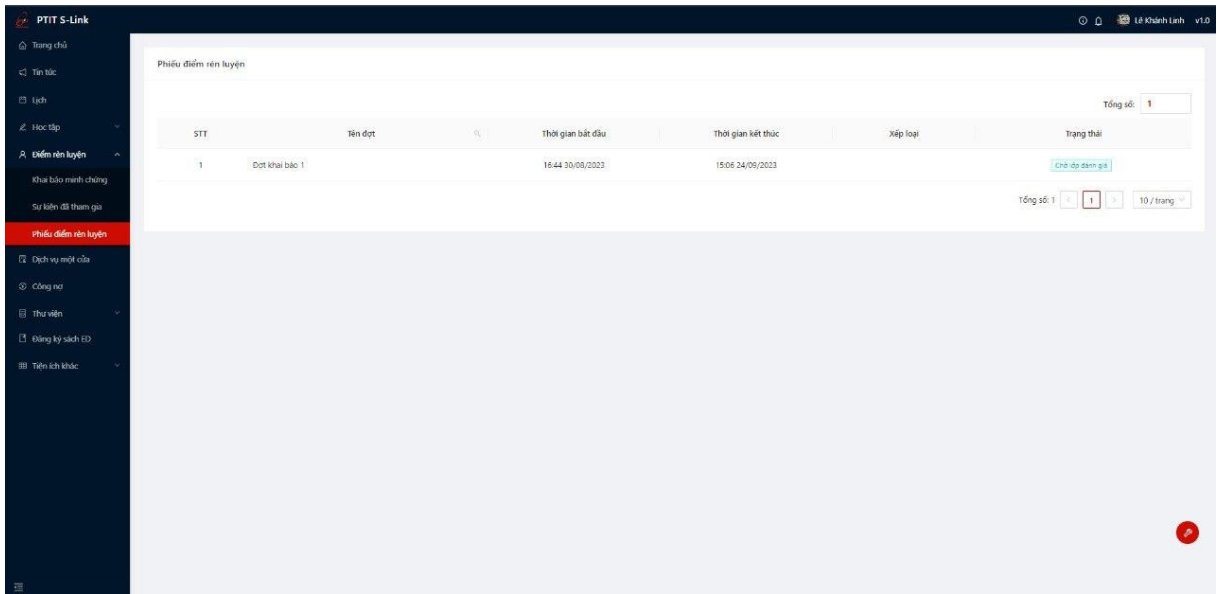 PTIT S-Link
Lê Khánh Linh v1.0
Trang chủ
Tin tức
Lịch
Học tập
Điểm rèn luyện
Khai báo minh chứng
Sự kiện đã tham gia
Phiếu điểm rèn luyện
Dịch vụ một cửa
Công nợ
Thư viện
Đăng ký sách ED
Tiện ích khác
Phiếu điểm rèn luyện
Tổng số: 1
STT Tên đợt Thời gian bắt đầu Thời gian kết thúc Xếp loại Trạng thái
1 Đợt khai báo 1 16:44 30/08/2023 15:06 24/09/2023 Chờ lớp đánh giá
Tổng số: 1 < 1 > 10 / trang